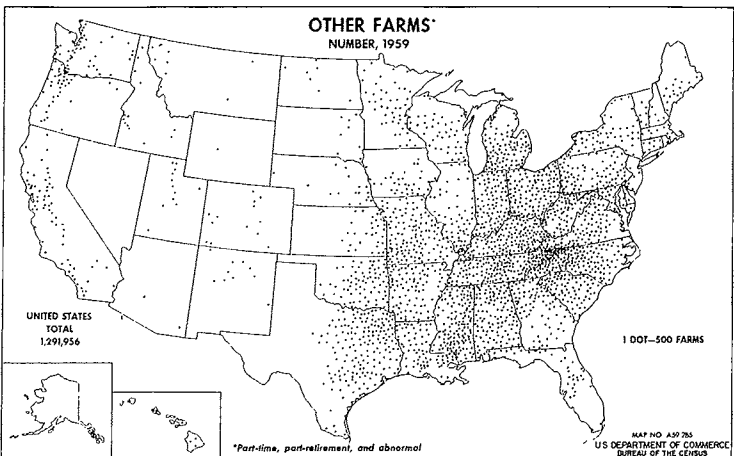 OTHER FARMS*
NUMBER, 1959
UNITED STATES
TOTAL
1,291,956
1 DOT—500 FARMS
*Part-time, part-retirement, and abnormal
MAP NO. A59 785
US DEPARTMENT OF COMMERCE
BUREAU OF THE CENSUS